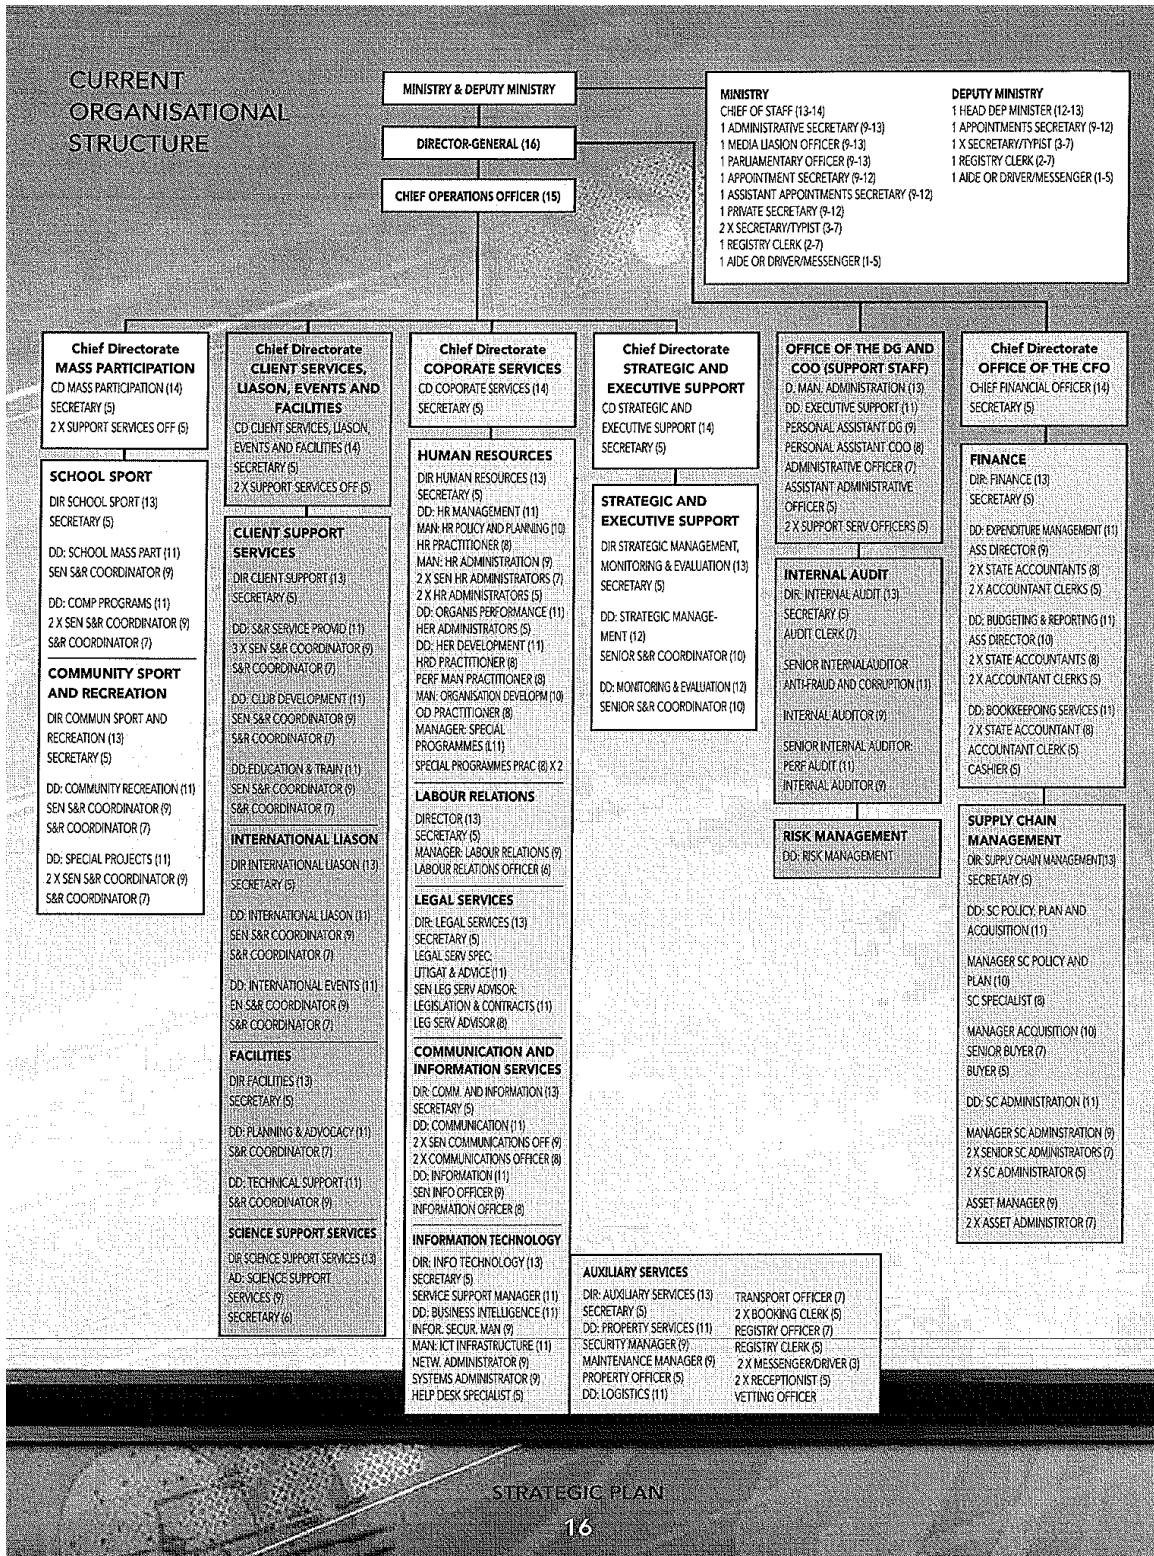 CURRENT
ORGANISATIONAL
STRUCTURE
MINISTRY & DEPUTY MINISTRY
DIRECTOR-GENERAL (16)
CHIEF OPERATIONS OFFICER (15)
MINISTRY
CHIEF OF STAFF (13-14)
1 ADMINISTRATIVE SECRETARY (9-13)
1 MEDIA LIASION OFFICER (9-13)
1 PARLIAMENTARY OFFICER (9-13)
1 APPOINTMENT SECRETARY (9-12)
1 ASSISTANT APPOINTMENTS SECRETARY (9-12)
1 PRIVATE SECRETARY (9-12)
2 X SECRETARY/TYPIST (3-7)
1 REGISTRY CLERK (2-7)
1 AIDE OR DRIVER/MESSENGER (1-5)
DEPUTY MINISTRY
1 HEAD DEP MINISTER (12-13)
1 APPOINTMENTS SECRETARY (9-12)
1 X SECRETARY/TYPIST (3-7)
1 REGISTRY CLERK (2-7)
1 AIDE OR DRIVER/MESSENGER (1-5)
Chief Directorate
MASS PARTICIPATION
CD MASS PARTICIPATION (14)
SECRETARY (5)
2 X SUPPORT SERVICES OFF (5)
SCHOOL SPORT
DIR SCHOOL SPORT (13)
SECRETARY (5)
DD: SCHOOL MASS PART (11)
SEN S&R COORDINATOR (9)
DD: COMP PROGRAMS (11)
2 X SEN S&R COORDINATOR (9)
S&R COORDINATOR (7)
COMMUNITY SPORT
AND RECREATION
DIR COMMUN SPORT AND
RECREATION (13)
SECRETARY (5)
DD: COMMUNITY RECREATION (11)
SEN S&R COORDINATOR (9)
S&R COORDINATOR (7)
DD: SPECIAL PROJECTS (11)
2 X SEN S&R COORDINATOR (9)
S&R COORDINATOR (7)
Chief Directorate
CLIENT SERVICES,
LIASON, EVENTS AND
FACILITIES
CD CLIENT SERVICES, LIASON,
EVENTS AND FACILITIES (14)
SECRETARY (5)
2 X SUPPORT SERVICES OFF (5)
CLIENT SUPPORT
SERVICES
DIR CLIENT SUPPORT (13)
SECRETARY (5)
DD: S&R SERVICE PROVID (11)
3 X SEN S&R COORDINATOR (9)
S&R COORDINATOR (7)
DD: CLUB DEVELOPMENT (11)
SEN S&R COORDINATOR (9)
S&R COORDINATOR (7)
DD:EDUCATION & TRAIN (11)
SEN S&R COORDINATOR (9)
S&R COORDINATOR (7)
INTERNATIONAL LIASON
DIR INTERNATIONAL LIASON (13)
SECRETARY (5)
DD: INTERNATIONAL LIASON (11)
SEN S&R COORDINATOR (9)
S&R COORDINATOR (7)
DD: INTERNATIONAL EVENTS (11)
EN S&R COORDINATOR (9)
S&R COORDINATOR (7)
FACILITIES
DIR FACILITIES (13)
SECRETARY (5)
DD: PLANNING & ADVOCACY (11)
S&R COORDINATOR (7)
DD: TECHNICAL SUPPORT (11)
S&R COORDINATOR (9)
SCIENCE SUPPORT SERVICES
DIR SCIENCE SUPPORT SERVICES (13)
AD: SCIENCE SUPPORT
SERVICES (9)
SECRETARY (6)
Chief Directorate
COPORATE SERVICES
CD COPORATE SERVICES (14)
SECRETARY (5)
HUMAN RESOURCES
DIR HUMAN RESOURCES (13)
SECRETARY (5)
DD: HR MANAGEMENT (11)
MAN: HR POLICY AND PLANNING (10)
HR PRACTITIONER (8)
MAN: HR ADMINISTRATION (9)
2 X SEN HR ADMINISTRATORS (7)
2 X HR ADMINISTRATORS (5)
DD: ORGANIS PERFORMANCE (11)
HER ADMINISTRATORS (5)
DD: HER DEVELOPMENT (11)
HRD PRACTITIONER (8)
PERF MAN PRACTITIONER (8)
MAN: ORGANISATION DEVELOPM (10)
OD PRACTITIONER (8)
MANAGER: SPECIAL
PROGRAMMES (L11)
SPECIAL PROGRAMMES PRAC (8) X 2
LABOUR RELATIONS
DIRECTOR (13)
SECRETARY (5)
MANAGER: LABOUR RELATIONS (9)
LABOUR RELATIONS OFFICER (6)
LEGAL SERVICES
DIR: LEGAL SERVICES (13)
SECRETARY (5)
LEGAL SERV SPEC:
LITIGAT & ADVICE (11)
SEN LEG SERV ADVISOR:
LEGISLATION & CONTRACTS (11)
LEG SERV ADVISOR (8)
COMMUNICATION AND
INFORMATION SERVICES
DIR: COMM. AND INFORMATION (13)
SECRETARY (5)
DD: COMMUNICATION (11)
2 X SEN COMMUNICATIONS OFF (9)
2 X COMMUNICATIONS OFFICER (8)
DD: INFORMATION (11)
SEN INFO OFFICER (9)
INFORMATION OFFICER (8)
INFORMATION TECHNOLOGY
DIR: INFO TECHNOLOGY (13)
SECRETARY (5)
SERVICE SUPPORT MANAGER (11)
DD: BUSINESS INTELLIGENCE (11)
INFOR. SECUR. MAN (9)
MAN: ICT INFRASTRUCTURE (11)
NETW. ADMINISTRATOR (9)
SYSTEMS ADMINISTRATOR (9)
HELP DESK SPECIALIST (5)
AUXILIARY SERVICES
DIR: AUXILIARY SERVICES (13)
SECRETARY (5)
DD: PROPERTY SERVICES (11)
SECURITY MANAGER (9)
MAINTENANCE MANAGER (9)
PROPERTY OFFICER (5)
DD: LOGISTICS (11)
TRANSPORT OFFICER (7)
2 X BOOKING CLERK (5)
REGISTRY OFFICER (7)
REGISTRY CLERK (5)
2 X MESSENGER/DRIVER (3)
2 X RECEPTIONIST (5)
VETTING OFFICER
Chief Directorate
STRATEGIC AND
EXECUTIVE SUPPORT
CD STRATEGIC AND
EXECUTIVE SUPPORT (14)
SECRETARY (5)
STRATEGIC AND
EXECUTIVE SUPPORT
DIR STRATEGIC MANAGEMENT,
MONITORING & EVALUATION (13)
SECRETARY (5)
DD: STRATEGIC MANAGE-
MENT (12)
SENIOR S&R COORDINATOR (10)
DD: MONITORING & EVALUATION (12)
SENIOR S&R COORDINATOR (10)
OFFICE OF THE DG AND
COO (SUPPORT STAFF)
D. MAN. ADMINISTRATION (13)
DD: EXECUTIVE SUPPORT (11)
PERSONAL ASSISTANT DG (9)
PERSONAL ASSISTANT COO (8)
ADMINISTRATIVE OFFICER (7)
ASSISTANT ADMINISTRATIVE
OFFICER (5)
2 X SUPPORT SERV OFFICERS (5)
INTERNAL AUDIT
DIR: INTERNAL AUDIT (13)
SECRETARY (5)
AUDIT CLERK (7)
SENIOR INTERNALAUDITOR
ANTI-FRAUD AND CORRUPTION (11)
INTERNAL AUDITOR (9)
SENIOR INTERNAL AUDITOR:
PERF AUDIT (11)
INTERNAL AUDITOR (9)
RISK MANAGEMENT
DD: RISK MANAGEMENT
Chief Directorate
OFFICE OF THE CFO
CHIEF FINANCIAL OFFICER (14)
SECRETARY (5)
FINANCE
DIR: FINANCE (13)
SECRETARY (5)
DD: EXPENDITURE MANAGEMENT (11)
ASS DIRECTOR (9)
2 X STATE ACCOUNTANTS (8)
2 X ACCOUNTANT CLERKS (5)
DD: BUDGETING & REPORTING (11)
ASS DIRECTOR (10)
2 X STATE ACCOUNTANTS (8)
2 X ACCOUNTANT CLERKS (5)
DD: BOOKKEEPOING SERVICES (11)
2 X STATE ACCOUNTANT (8)
ACCOUNTANT CLERK (5)
CASHIER (5)
SUPPLY CHAIN
MANAGEMENT
DIR: SUPPLY CHAIN MANAGEMENT(13)
SECRETARY (5)
DD: SC POLICY, PLAN AND
ACQUISITION (11)
MANAGER SC POLICY AND
PLAN (10)
SC SPECIALIST (8)
MANAGER ACQUISITION (10)
SENIOR BUYER (7)
BUYER (5)
DD: SC ADMINISTRATION (11)
MANAGER SC ADMINSTRATION (9)
2 X SENIOR SC ADMINISTRATORS (7)
2 X SC ADMINISTRATOR (5)
ASSET MANAGER (9)
2 X ASSET ADMINISTRTOR (7)
STRATEGIC PLAN
16